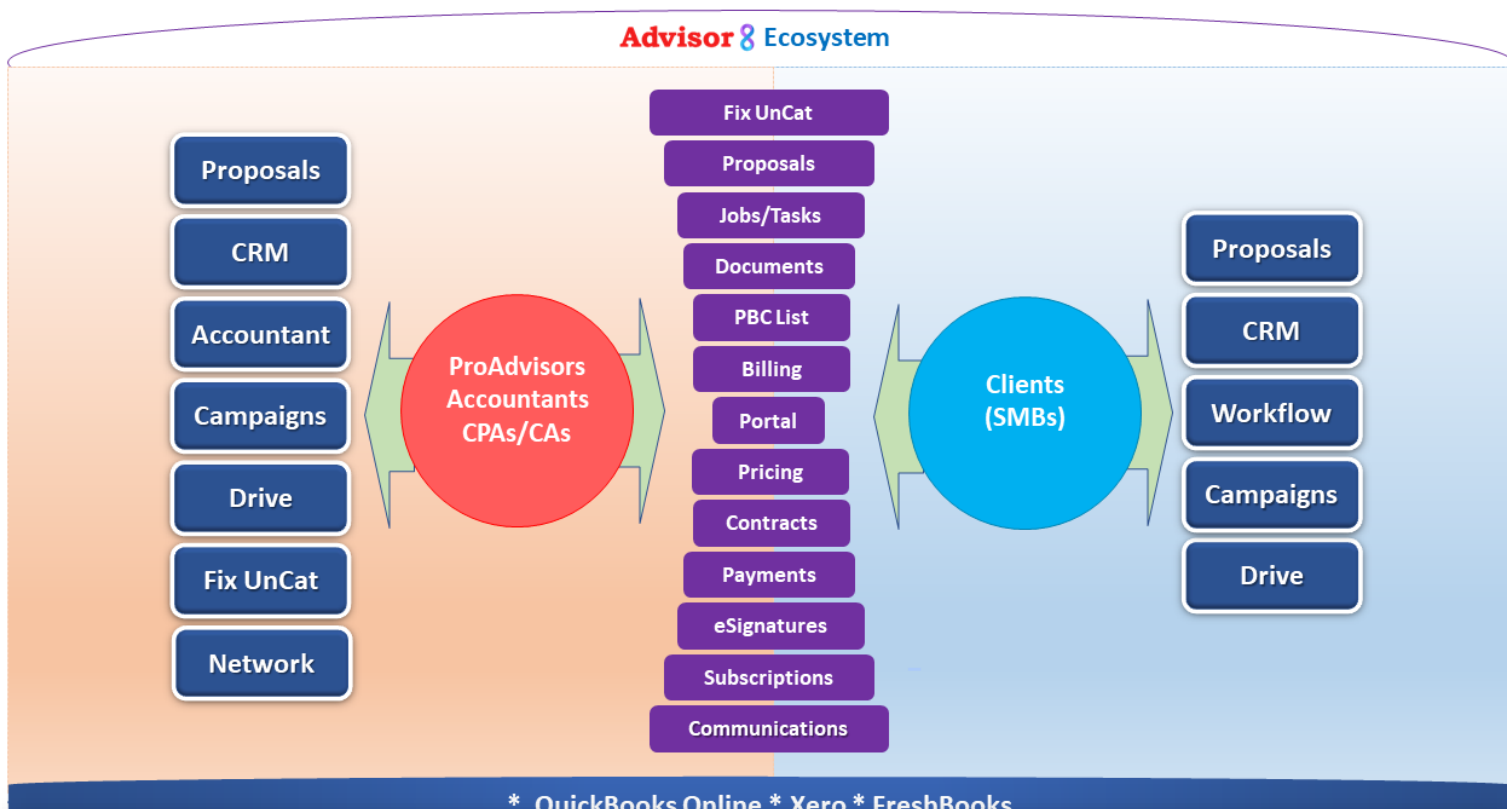 Advisor 8 Ecosystem
Proposals
CRM
Accountant
Campaigns
Drive
Fix UnCat
Network
ProAdvisors
Accountants
CPAs/CAs
Fix UnCat
Proposals
Jobs/Tasks
Documents
PBC List
Billing
Portal
Pricing
Contracts
Payments
eSignatures
Subscriptions
Communications
Clients
(SMBs)
Proposals
CRM
Workflow
Campaigns
Drive
* QuickBooks Online * Xero * FreshBooks